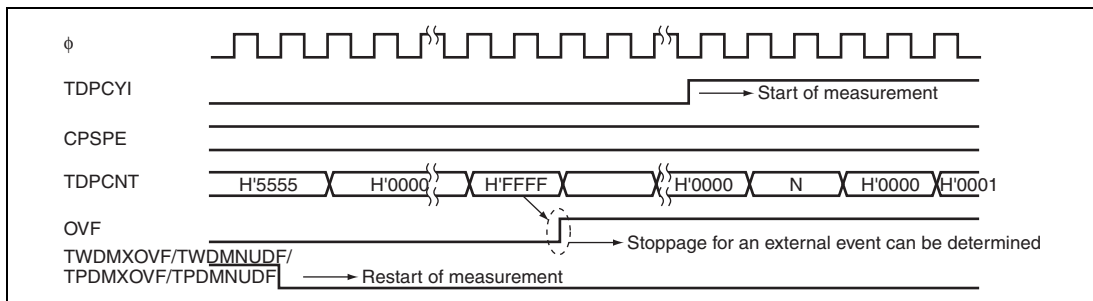 ϕ
TDPCYI
Start of measurement
CPSPE
TDPCNT H'5555 H'0000 H'FFFF H'0000 N H'0000 H'0001
OVF
Stoppage for an external event can be determined
TWDMXOVF/TWDMNUDF/
TPDMXOVF/TPDMNUDF Restart of measurement